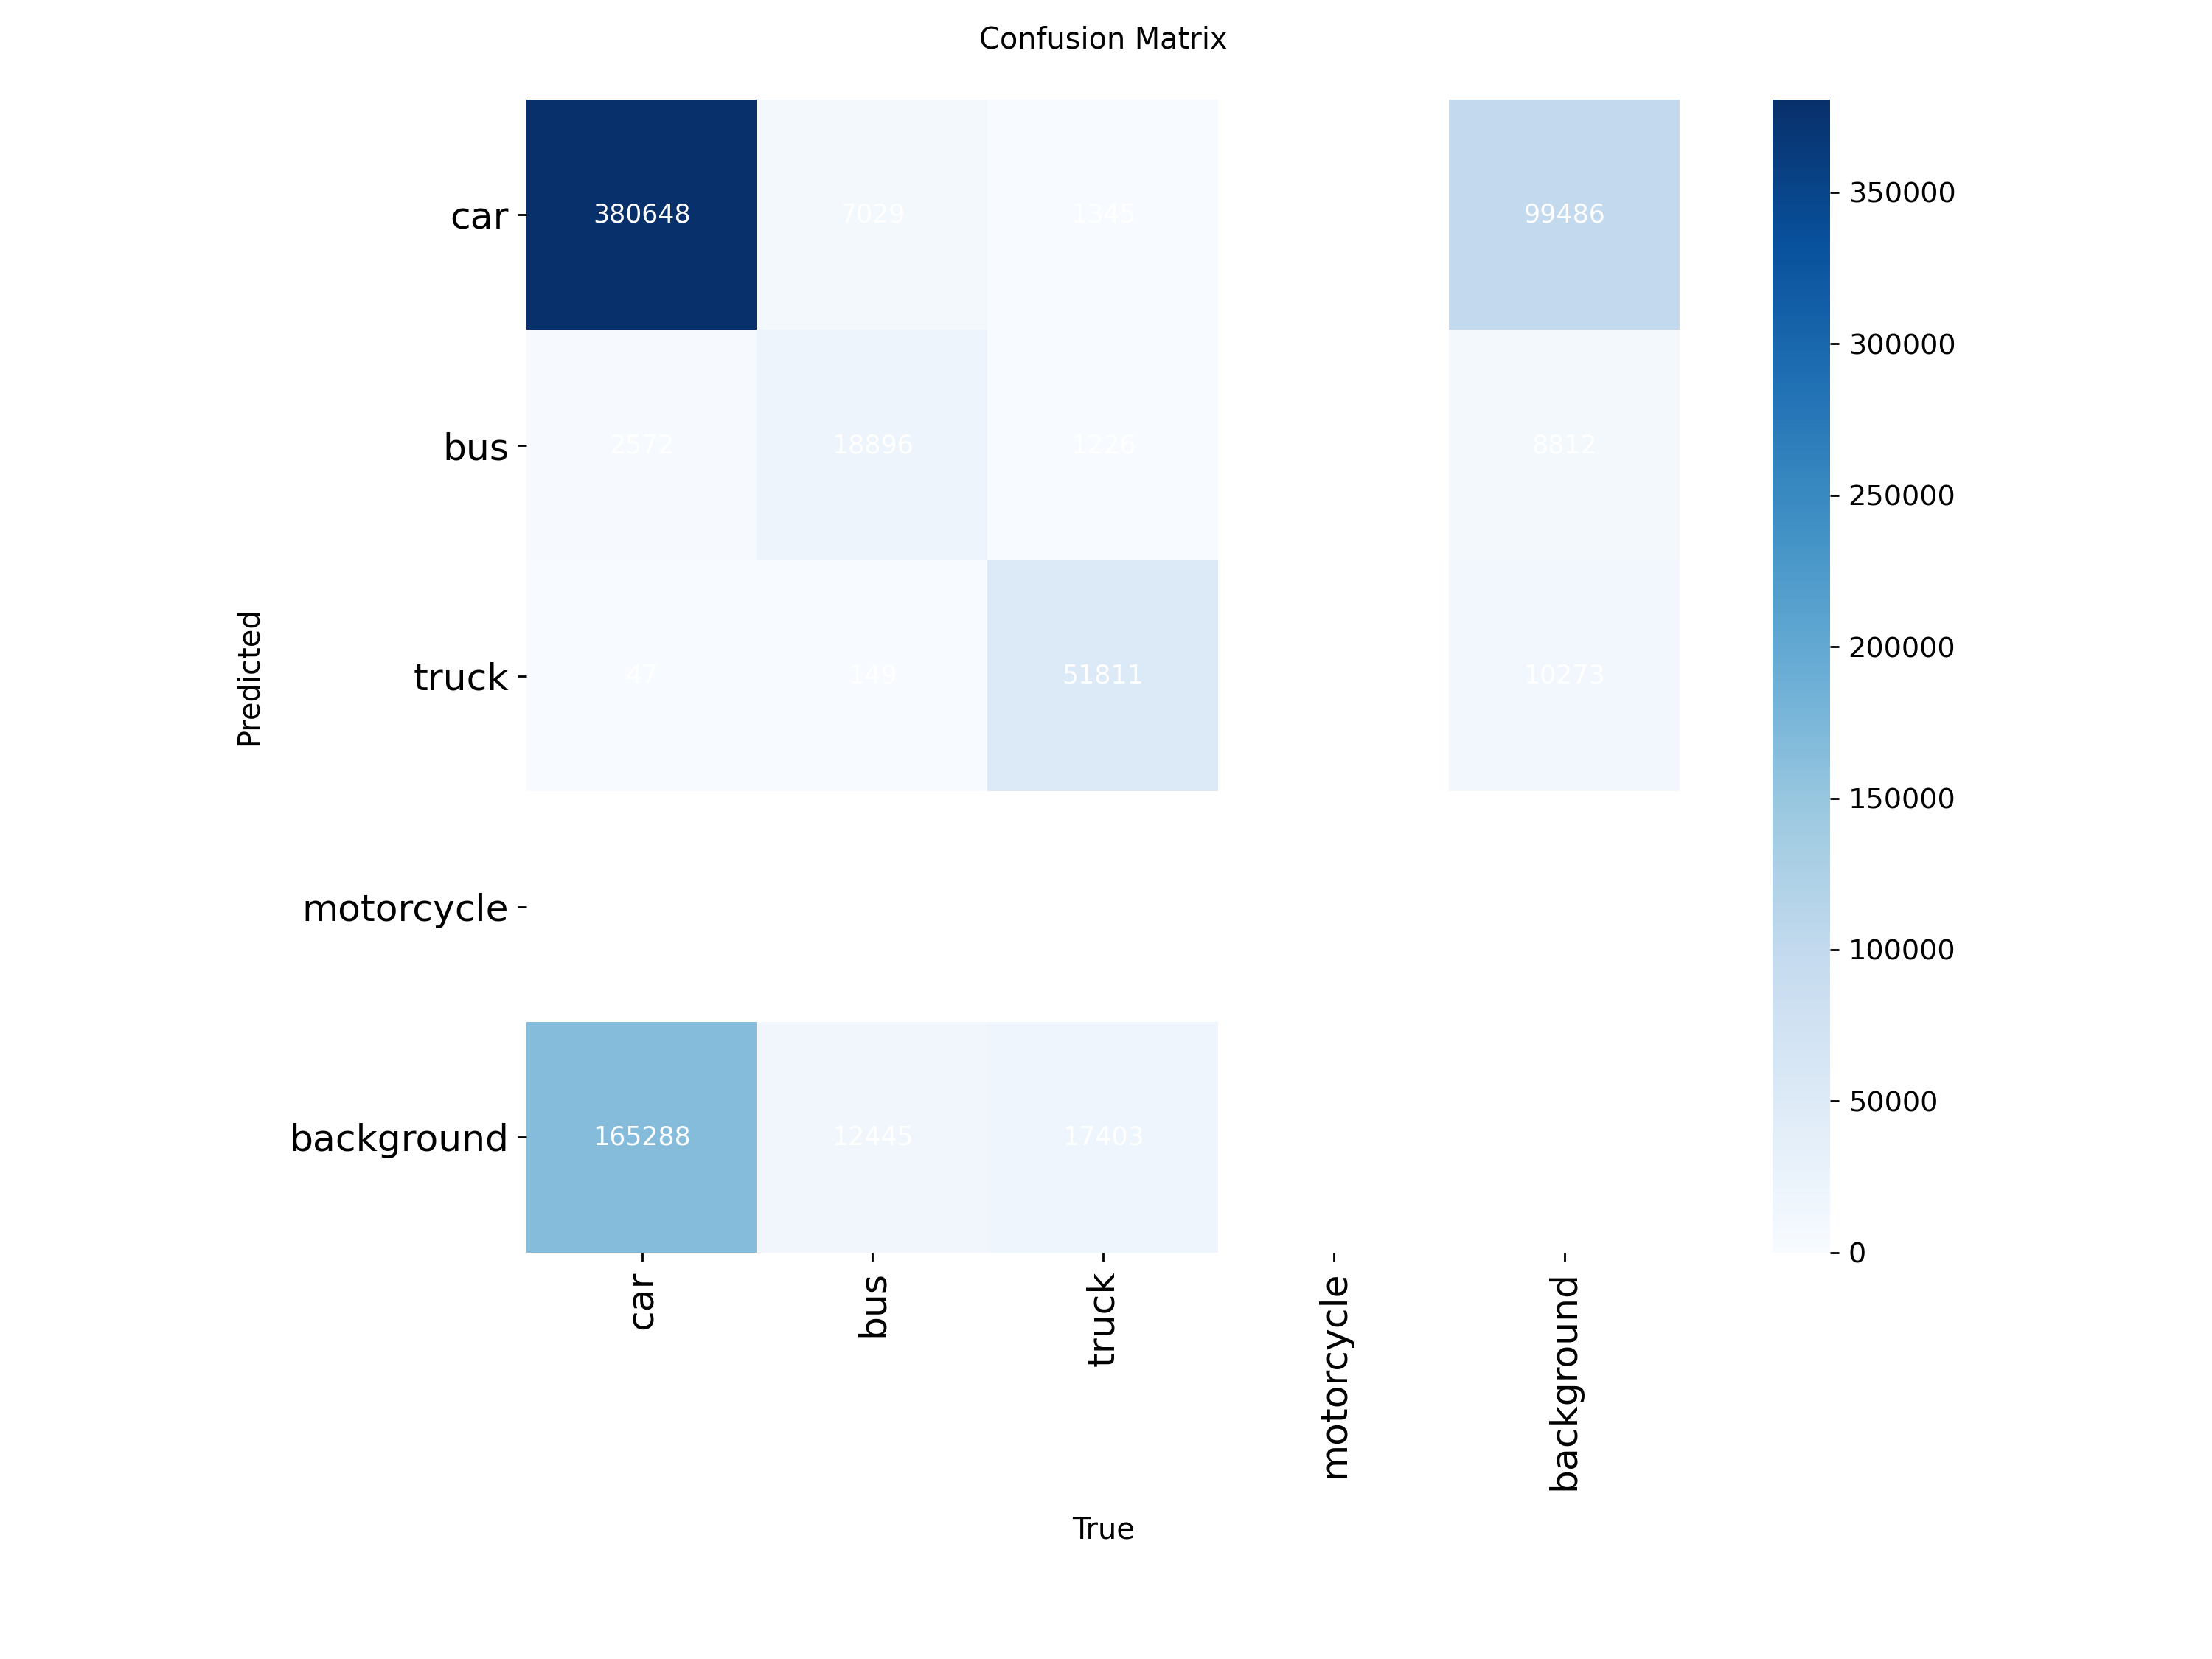 Confusion Matrix
car
380648 7029 1345 99486
bus
2572 18896 1226 8812
truck
47 149 51811 10273
motorcycle
background
165288 12445 17403
Predicted
car bus truck motorcycle background
True
350000
300000
250000
200000
150000
100000
50000
0